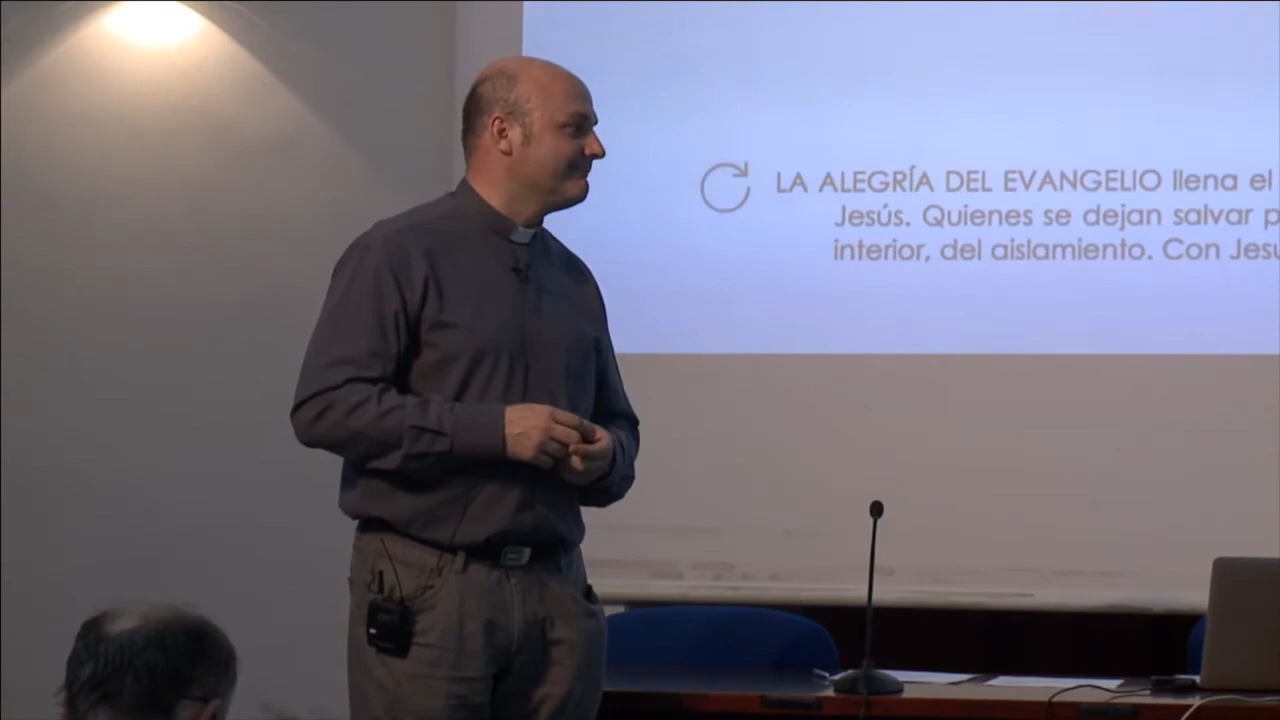 LA ALEGRÍA DEL EVANGELIO llena el
Jesús. Quienes se dejan salvar p
interior, del aislamiento. Con Jesu